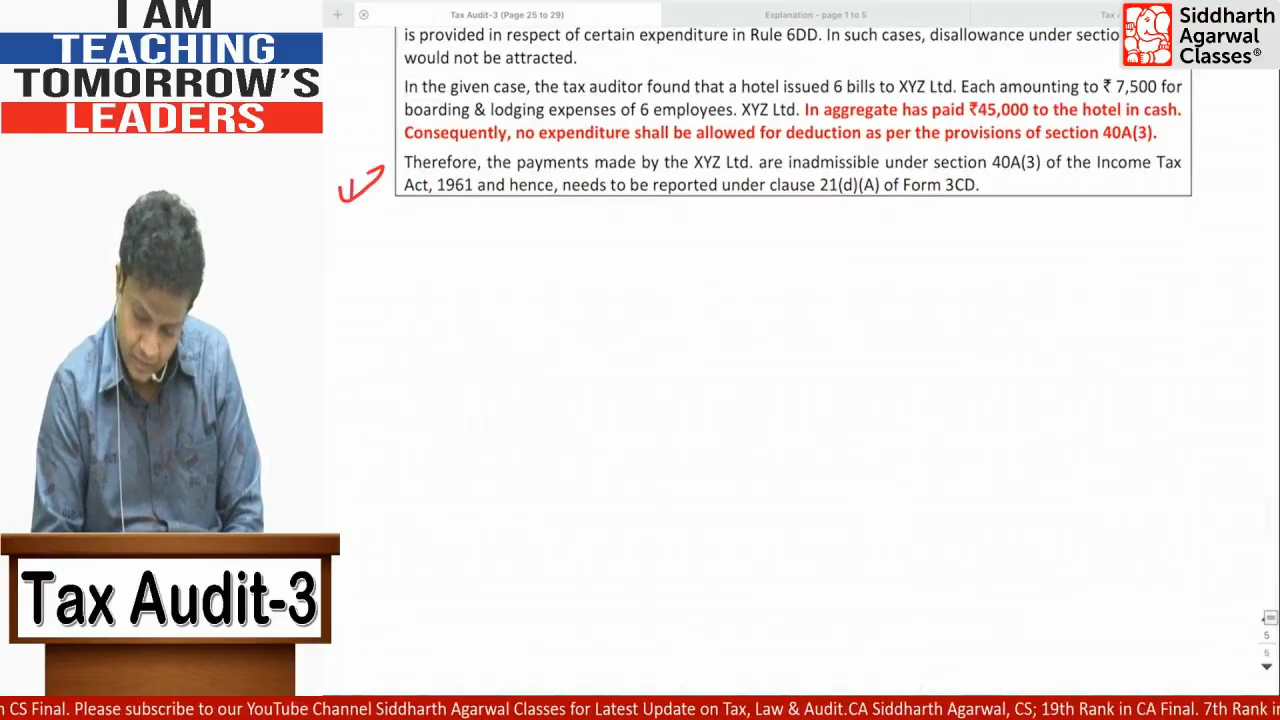 I AM
TEACHING
TOMORROW'S
LEADERS
Tax Audit-3 (Page 25 to 29)
Explanation - page 1 to 5
Siddharth
Agarwal
Classes®
is provided in respect of certain expenditure in Rule 6DD. In such cases, disallowance under sectio
would not be attracted.
In the given case, the tax auditor found that a hotel issued 6 bills to XYZ Ltd. Each amounting to ₹ 7,500 for
boarding & lodging expenses of 6 employees. XYZ Ltd. In aggregate has paid ₹45,000 to the hotel in cash.
Consequently, no expenditure shall be allowed for deduction as per the provisions of section 40A(3).
Therefore, the payments made by the XYZ Ltd. are inadmissible under section 40A(3) of the Income Tax
Act, 1961 and hence, needs to be reported under clause 21(d)(A) of Form 3CD.
Tax Audit-3
5
5
n CS Final. Please subscribe to our YouTube Channel Siddharth Agarwal Classes for Latest Update on Tax, Law & Audit.CA Siddharth Agarwal, CS; 19th Rank in CA Final. 7th Rank i